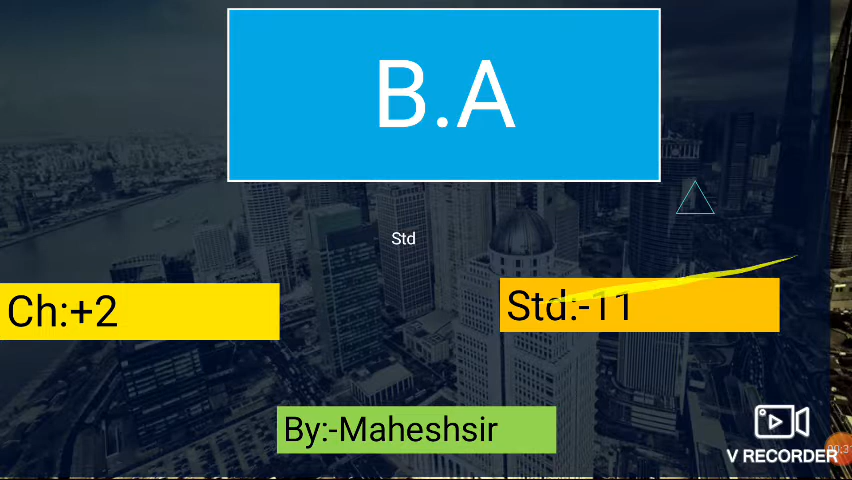 B.A
Std
Ch:+2
Std:-11
By:-Maheshsir
V RECORDER